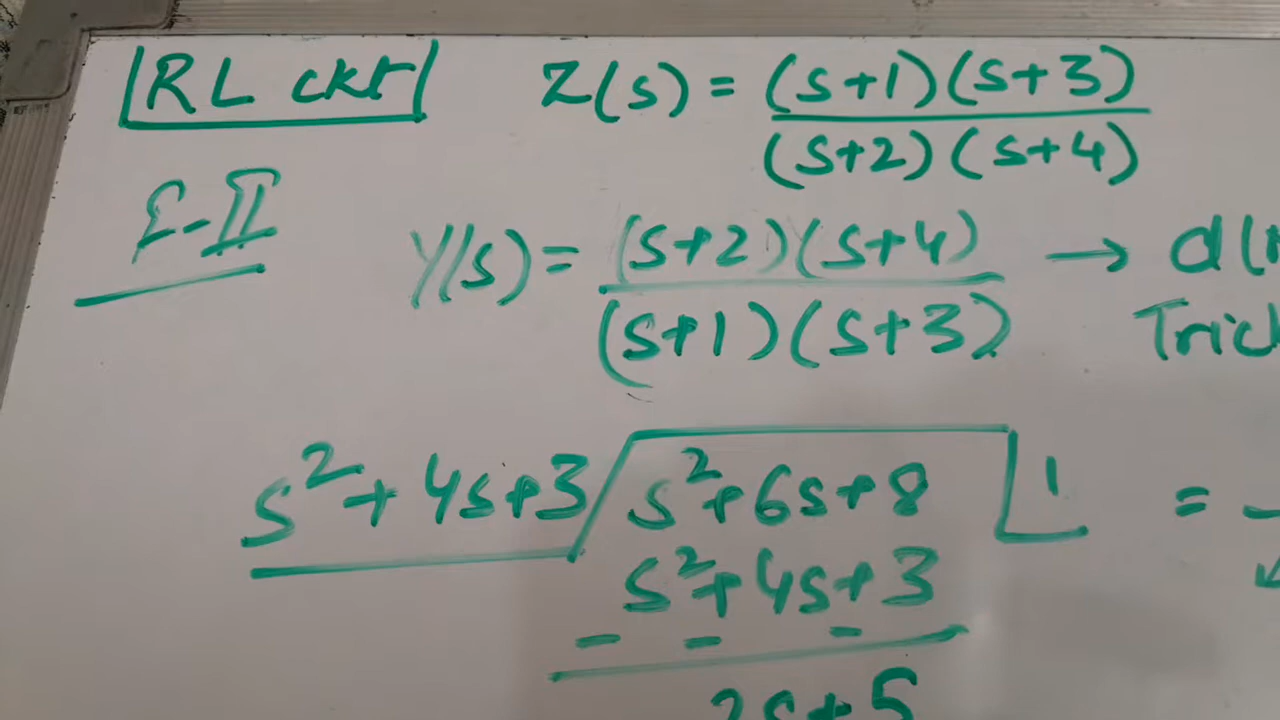 RL ckt
Z(s) = (s+1)(s+3) / (s+2)(s+4)
F-II
Y(s) = (s+2)(s+4) / (s+1)(s+3) → d(
s²+4s+3 ) s²+6s+8 | 1 =
s²+4s+3
- - -
2s+5